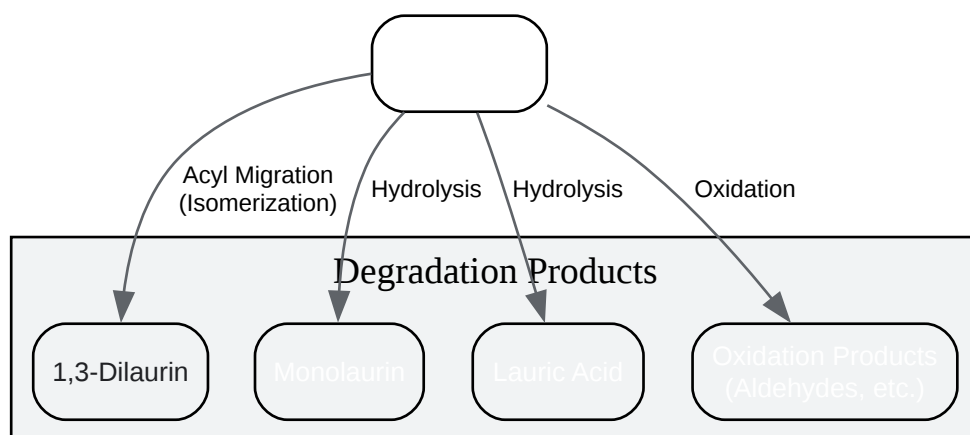 Acyl Migration
(Isomerization)
Hydrolysis
Hydrolysis
Oxidation
Degradation Products
1,3-Dilaurin
Monolaurin
Lauric Acid
Oxidation Products
(Aldehydes, etc.)